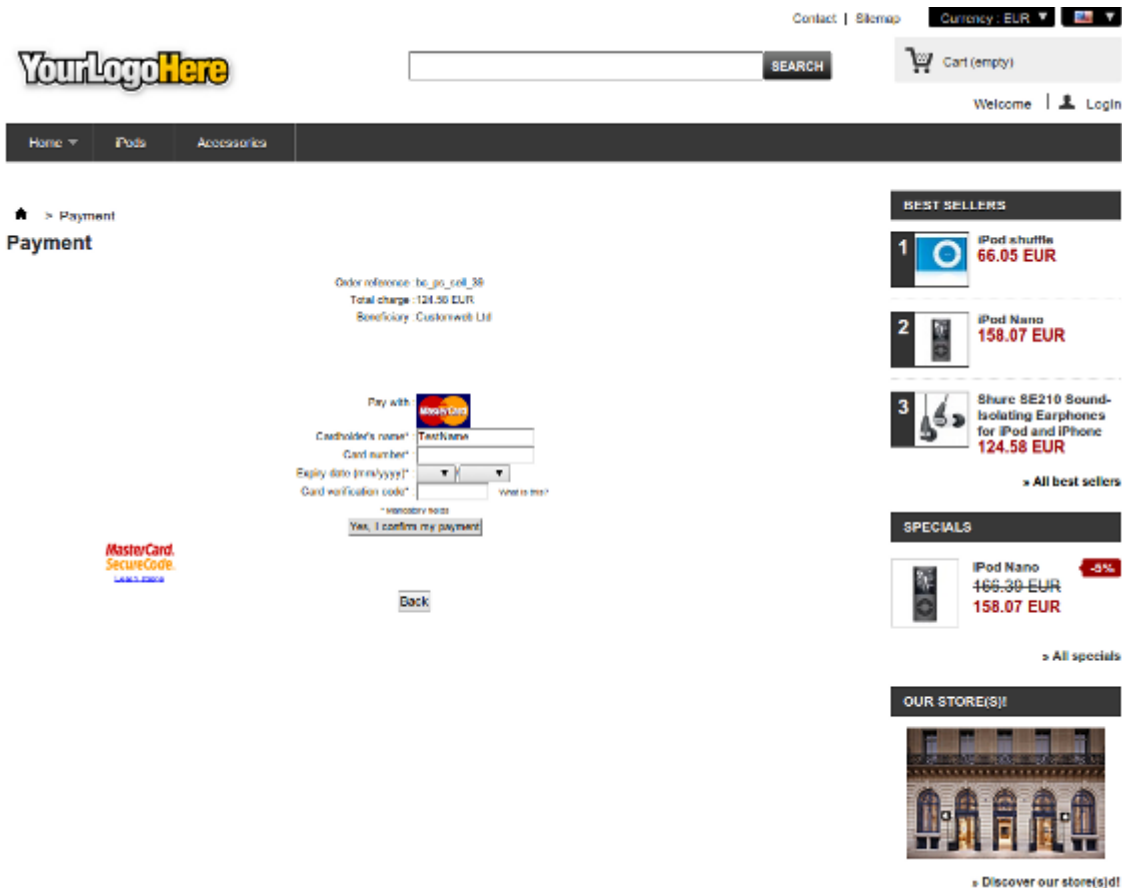 Contact | Sitemap
Currency : EUR
YourLogoHere
SEARCH
Cart (empty)
Welcome | Login
Home
iPods
Accessories
> Payment
Payment
Order reference :
Total charge : 124.58 EUR
Beneficiary : Customweb Ltd
Pay with :
MasterCard
Cardholder's name* : TestName
Card number* :
Expiry date (mm/yyyy)* : /
Card verification code* : What is this?
* Mandatory fields
Yes, I confirm my payment
MasterCard.
SecureCode.
Back
BEST SELLERS
1
iPod shuffle
66.05 EUR
2
iPod Nano
158.07 EUR
3
Shure SE210 Sound-
Isolating Earphones
for iPod and iPhone
124.58 EUR
» All best sellers
SPECIALS
iPod Nano
-5%
166.39 EUR
158.07 EUR
» All specials
OUR STORE(S)!
» Discover our store(s)d!